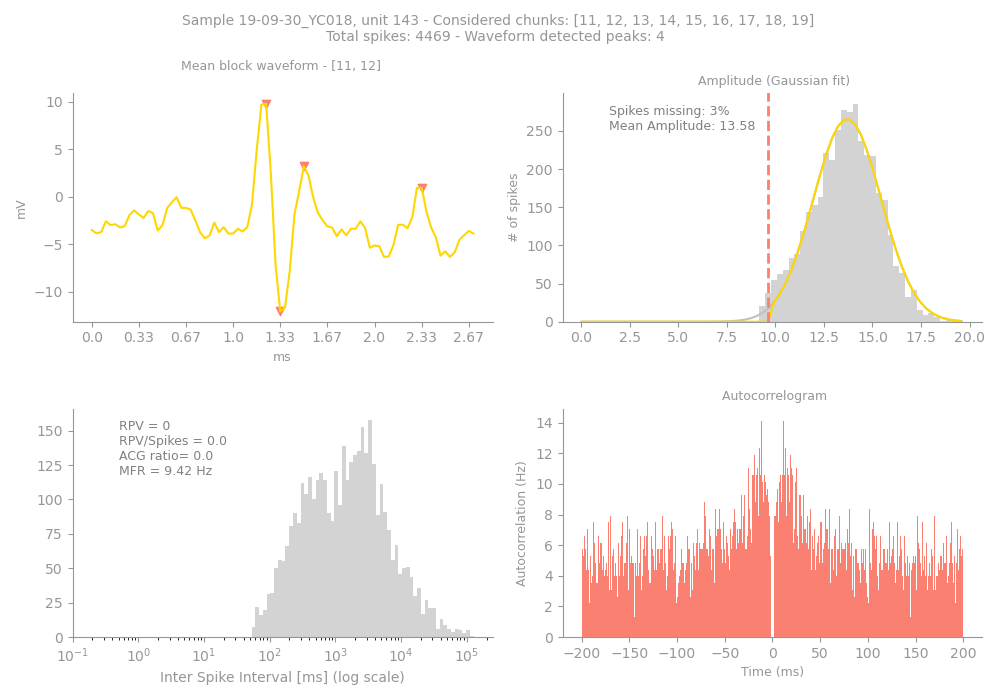 Sample 19-09-30_YC018, unit 143 - Considered chunks: [11, 12, 13, 14, 15, 16, 17, 18, 19]
Total spikes: 4469 - Waveform detected peaks: 4
Mean block waveform - [11, 12]
10
5
0
−5
−10
mV
0.0 0.33 0.67 1.0 1.33 1.67 2.0 2.33 2.67
ms
Amplitude (Gaussian fit)
Spikes missing: 3%
Mean Amplitude: 13.58
250
200
150
100
50
0
# of spikes
0.0 2.5 5.0 7.5 10.0 12.5 15.0 17.5 20.0
RPV = 0
RPV/Spikes = 0.0
ACG ratio= 0.0
MFR = 9.42 Hz
150
125
100
75
50
25
0
10⁻¹ 10⁰ 10¹ 10² 10³ 10⁴ 10⁵
Inter Spike Interval [ms] (log scale)
Autocorrelogram
14
12
10
8
6
4
2
0
Autocorrelation (Hz)
−200 −150 −100 −50 0 50 100 150 200
Time (ms)